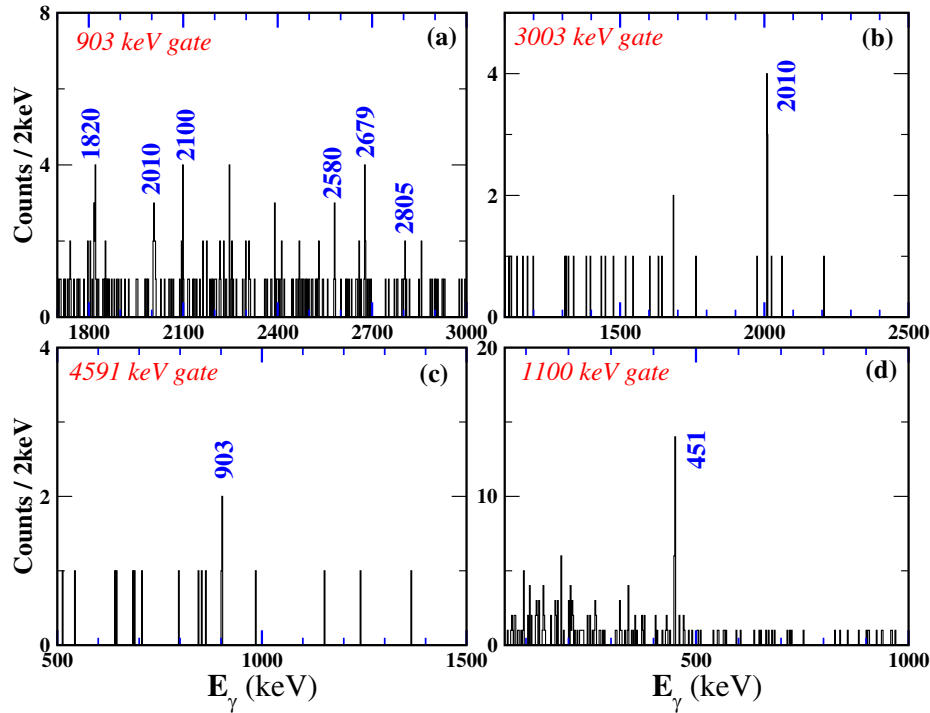 903 keV gate
(a)
1820
2010
2100
2580
2679
2805
Counts / 2keV
0
4
8
1800
2100
2400
2700
3000
3003 keV gate
(b)
2010
0
2
4
1500
2000
2500
4591 keV gate
(c)
903
Counts / 2keV
0
2
4
500
1000
1500
E_γ (keV)
1100 keV gate
(d)
451
0
10
20
500
1000
E_γ (keV)